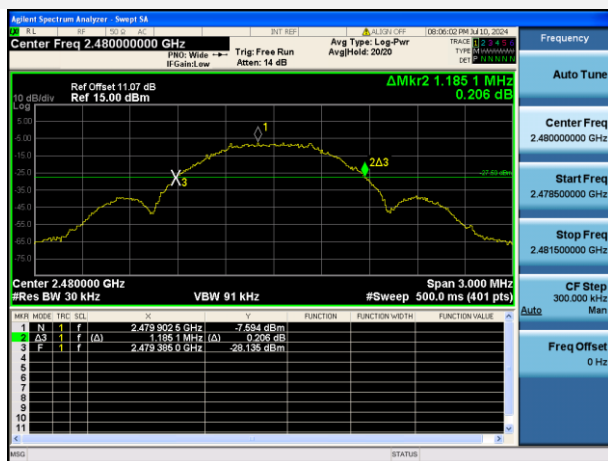 Agilent Spectrum Analyzer - Swept SA
RL RF 50 Ω AC INT REF ALIGN OFF 08:06:02 PM Jul 10, 2024
Center Freq 2.480000000 GHz
PNO: Wide
IFGain:Low
Trig: Free Run
Atten: 14 dB
Avg Type: Log-Pwr
Avg|Hold: 20/20
TRACE 1 2 3 4 5 6
TYPE M
DET P N N N N N
Ref Offset 11.07 dB
Ref 15.00 dBm
10 dB/div
Log
ΔMkr2 1.185 1 MHz
0.206 dB
5.00
-5.00
-15.0
-25.0
-35.0
-45.0
-55.0
-65.0
-75.0
1
2Δ3
3
-27.59 dBm
Center 2.480000 GHz
Span 3.000 MHz
#Res BW 30 kHz
VBW 91 kHz
#Sweep 500.0 ms (401 pts)
MKR MODE TRC SCL X Y FUNCTION FUNCTION WIDTH FUNCTION VALUE
1 N 1 f 2.479 902 5 GHz -7.594 dBm
2 Δ3 1 f (Δ) 1.185 1 MHz (Δ) 0.206 dB
3 F 1 f 2.479 385 0 GHz -28.135 dBm
4
5
6
7
8
9
10
11
MSG
STATUS
Frequency
Auto Tune
Center Freq
2.480000000 GHz
Start Freq
2.478500000 GHz
Stop Freq
2.481500000 GHz
CF Step
300.000 kHz
Auto Man
Freq Offset
0 Hz